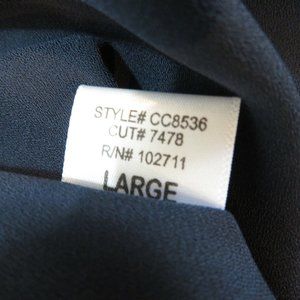 STYLE# CC8536
CUT# 7478
R/N# 102711
LARGE